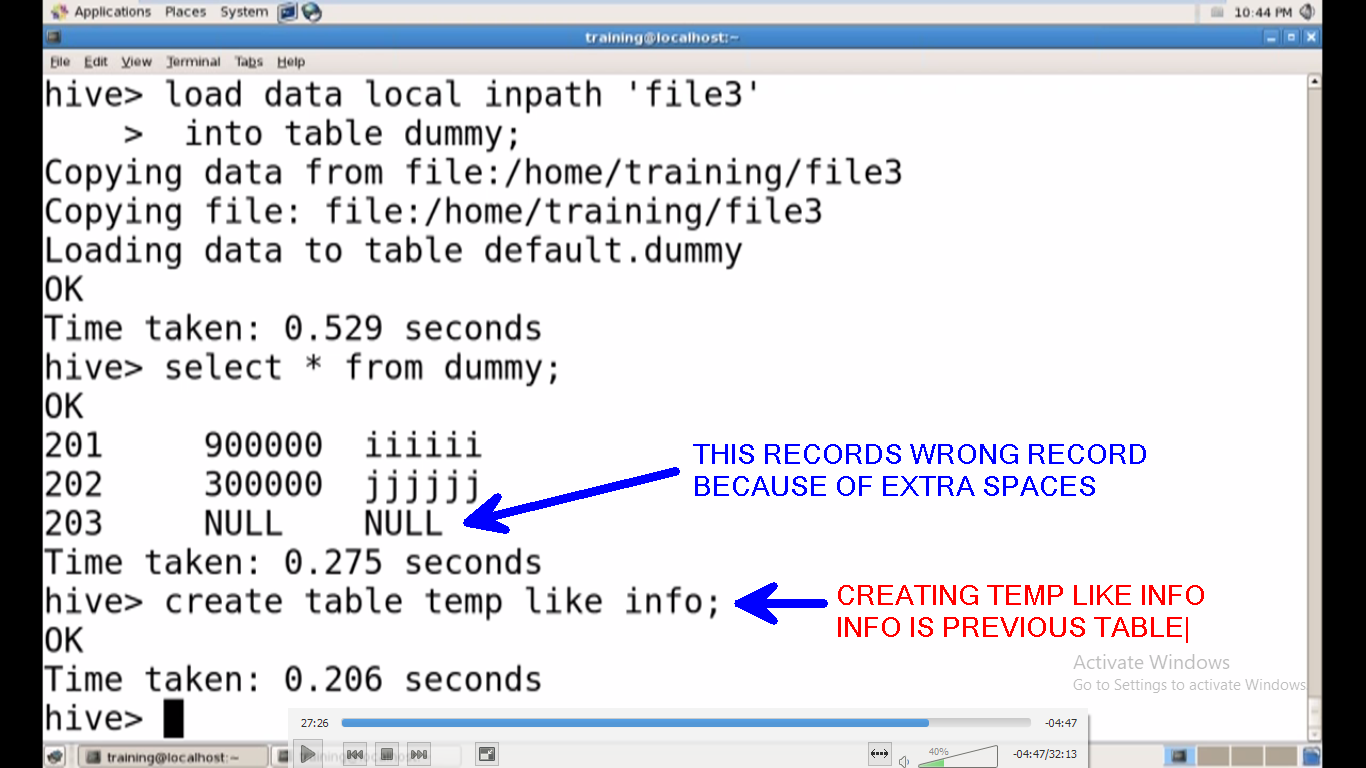 Applications Places System 10:44 PM
training@localhost:~
File Edit View Terminal Tabs Help
hive> load data local inpath 'file3'
    >  into table dummy;
Copying data from file:/home/training/file3
Copying file: file:/home/training/file3
Loading data to table default.dummy
OK
Time taken: 0.529 seconds
hive> select * from dummy;
OK
201 900000 iiiiii
202 300000 jjjjjj
203 NULL NULL
Time taken: 0.275 seconds
hive> create table temp like info;
OK
Time taken: 0.206 seconds
hive>
THIS RECORDS WRONG RECORD
BECAUSE OF EXTRA SPACES
CREATING TEMP LIKE INFO
INFO IS PREVIOUS TABLE|
Activate Windows
Go to Settings to activate Windows
27:26 -04:47
40% -04:47/32:13
training@localhost:~